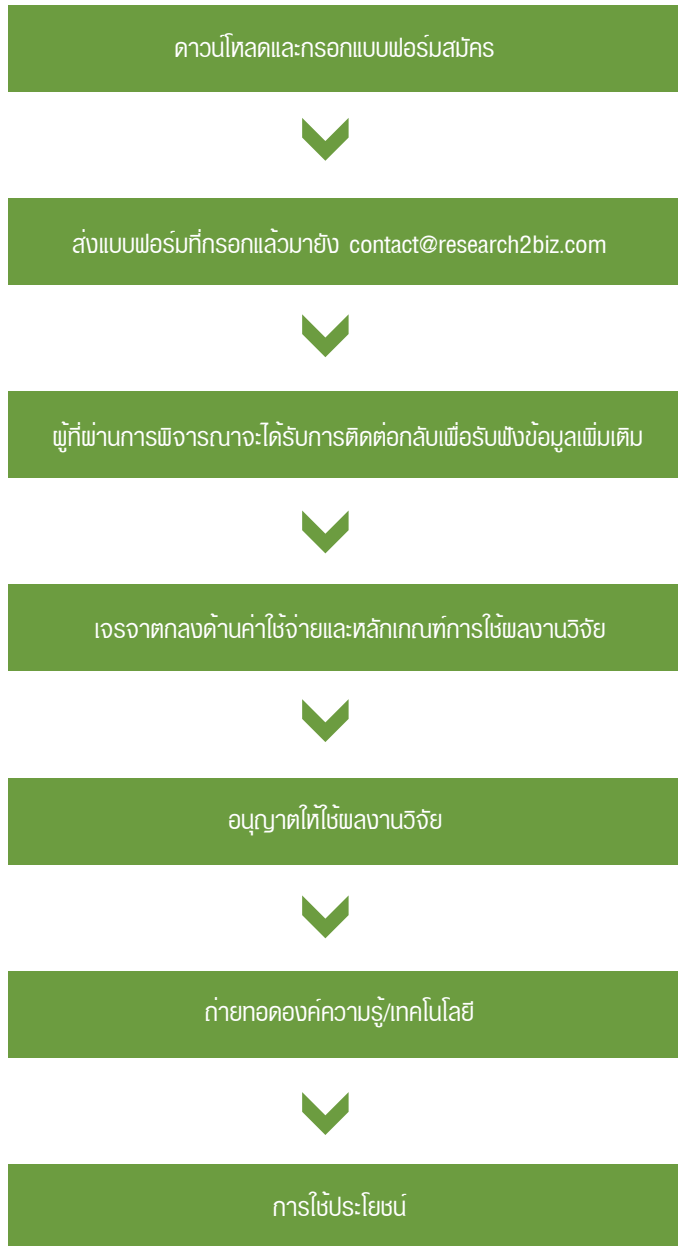 ดาวน์โหลดและกรอกแบบฟอร์มสมัคร
ส่งแบบฟอร์มที่กรอกแล้วมายัง contact@research2biz.com
ผู้ที่ผ่านการพิจารณาจะได้รับการติดต่อกลับเพื่อรับฟังข้อมูลเพิ่มเติม
เจรจาตกลงด้านค่าใช้จ่ายและหลักเกณฑ์การใช้ผลงานวิจัย
อนุญาตให้ใช้ผลงานวิจัย
ถ่ายทอดองค์ความรู้/เทคโนโลยี
การใช้ประโยชน์